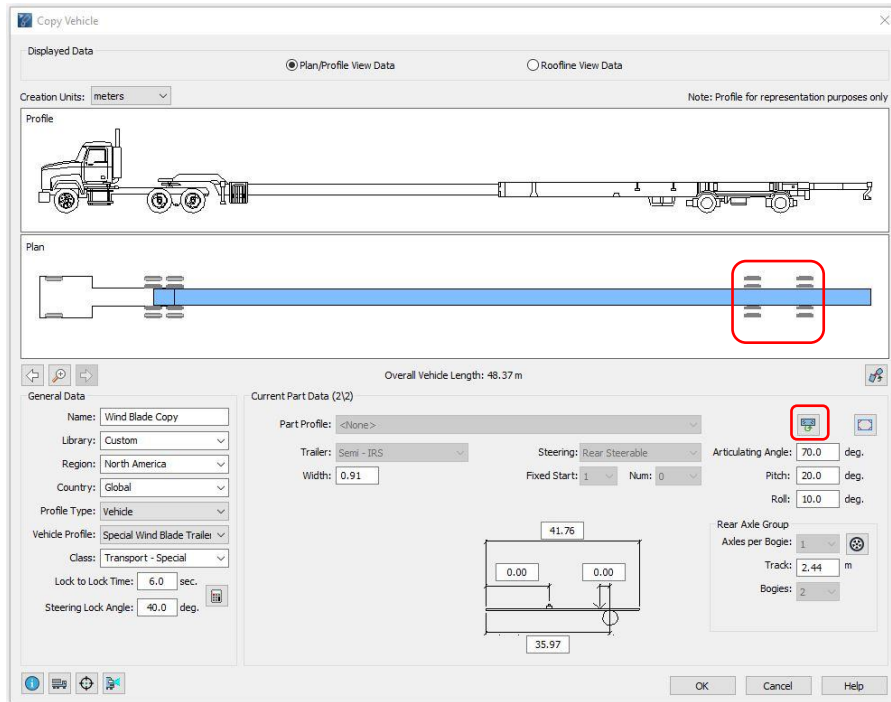 Copy Vehicle
Displayed Data
Plan/Profile View Data
Roofline View Data
Creation Units: meters
Note: Profile for representation purposes only
Profile
Plan
Overall Vehicle Length: 48.37 m
General Data
Name: Wind Blade Copy
Library: Custom
Region: North America
Country: Global
Profile Type: Vehicle
Vehicle Profile: Special Wind Blade Trailer
Class: Transport - Special
Lock to Lock Time: 6.0 sec.
Steering Lock Angle: 40.0 deg.
Current Part Data (2\2)
Part Profile: <None>
Trailer: Semi - IRS
Steering: Rear Steerable
Articulating Angle: 70.0 deg.
Width: 0.91
Fixed Start: 1 Num: 0
Pitch: 20.0 deg.
Roll: 10.0 deg.
41.76
0.00
0.00
35.97
Rear Axle Group
Axles per Bogie: 1
Track: 2.44 m
Bogies: 2
OK
Cancel
Help